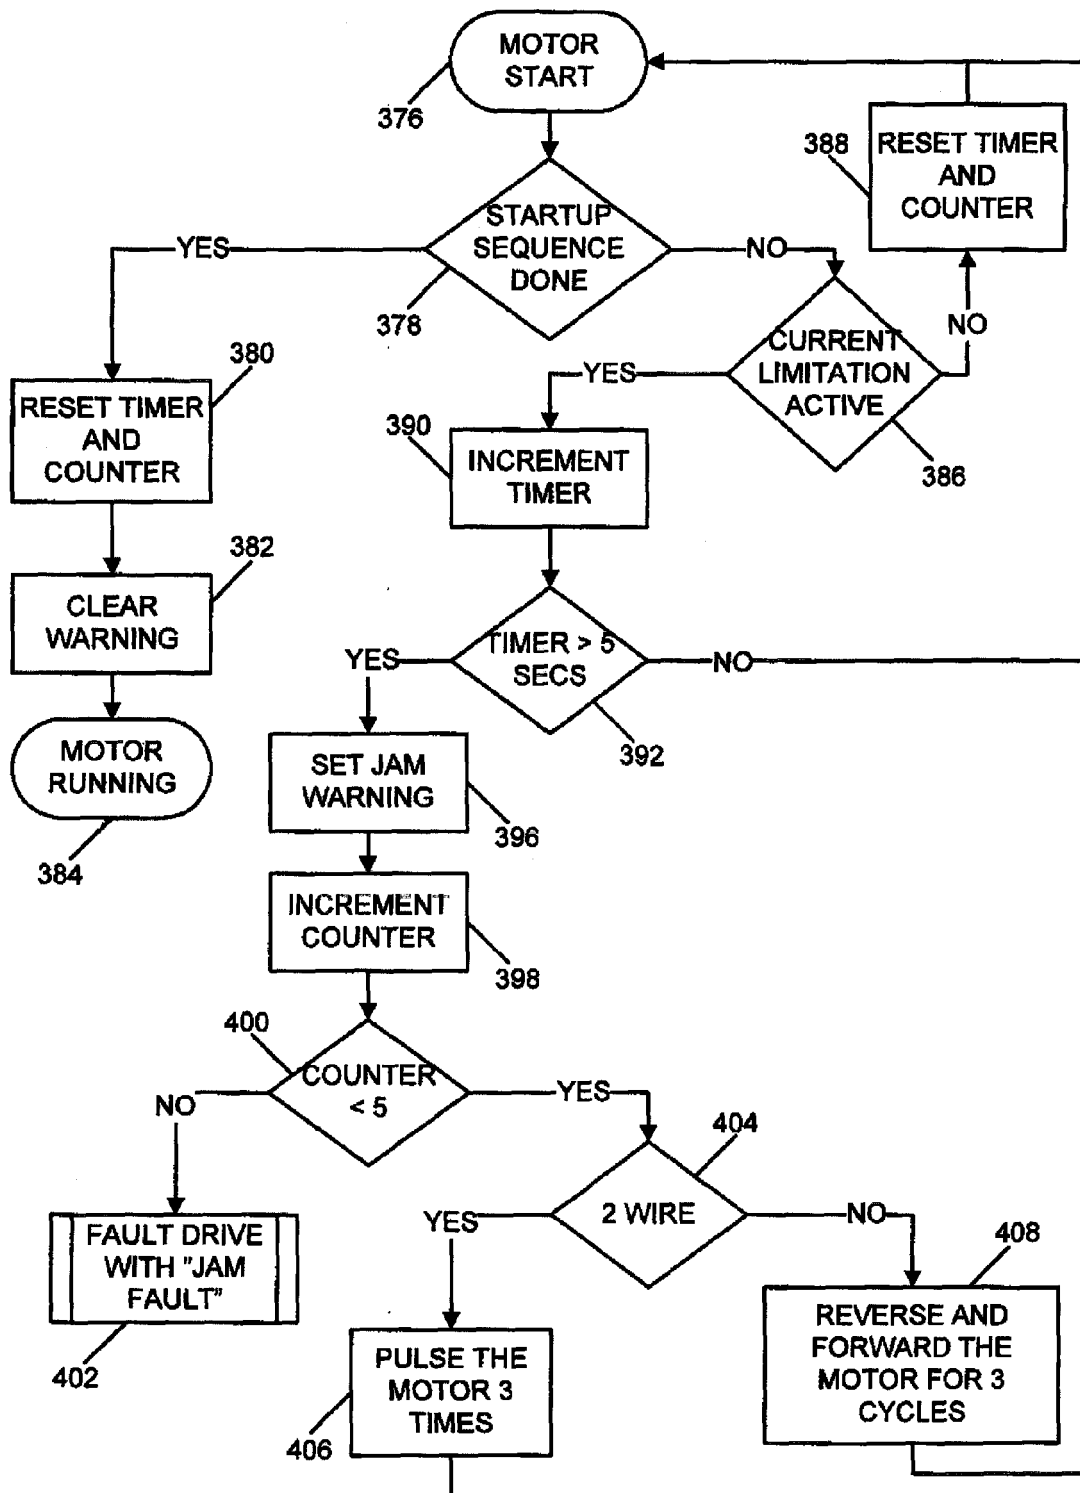 MOTOR
START
376
RESET TIMER
AND
COUNTER
388
STARTUP
SEQUENCE
DONE
378
YES
NO
CURRENT
LIMITATION
ACTIVE
386
NO
YES
380
RESET TIMER
AND
COUNTER
390
INCREMENT
TIMER
382
CLEAR
WARNING
TIMER > 5
SECS
392
YES
NO
MOTOR
RUNNING
384
SET JAM
WARNING
396
INCREMENT
COUNTER
398
400
COUNTER
< 5
NO
YES
404
2 WIRE
YES
NO
FAULT DRIVE
WITH "JAM
FAULT"
402
408
REVERSE AND
FORWARD THE
MOTOR FOR 3
CYCLES
PULSE THE
MOTOR 3
TIMES
406